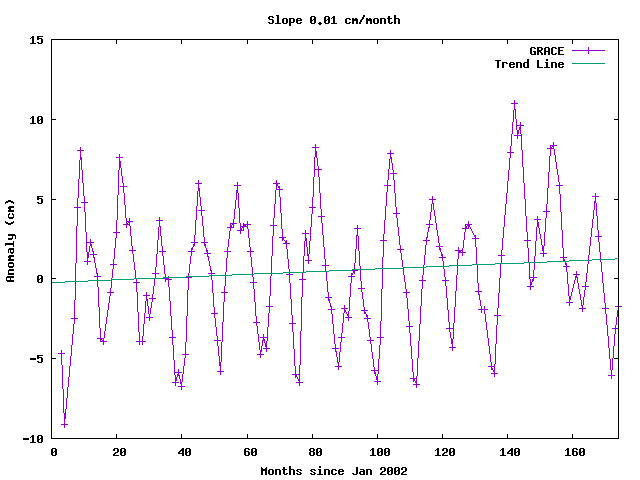 Slope 0.01 cm/month
GRACE
Trend Line
Anomaly (cm)
15
10
5
0
-5
-10
0 20 40 60 80 100 120 140 160
Months since Jan 2002